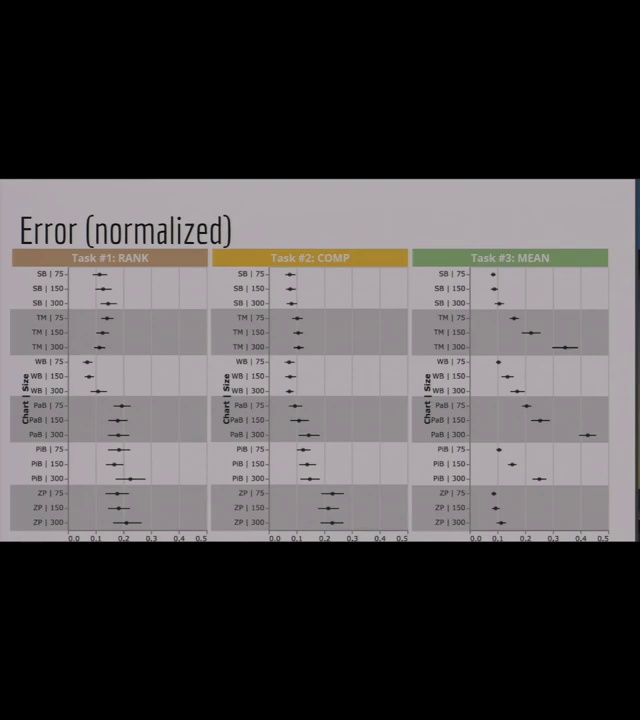 Error (normalized)
Task #1: RANK
SB | 75
SB | 150
SB | 300
TM | 75
TM | 150
TM | 300
WB | 75
WB | 150
WB | 300
PaB | 75
PaB | 150
PaB | 300
PiB | 75
PiB | 150
PiB | 300
ZP | 75
ZP | 150
ZP | 300
Chart | Size
0.0 0.1 0.2 0.3 0.4 0.5
Task #2: COMP
SB | 75
SB | 150
SB | 300
TM | 75
TM | 150
TM | 300
WB | 75
WB | 150
WB | 300
PaB | 75
PaB | 150
PaB | 300
PiB | 75
PiB | 150
PiB | 300
ZP | 75
ZP | 150
ZP | 300
Chart | Size
0.0 0.1 0.2 0.3 0.4 0.5
Task #3: MEAN
SB | 75
SB | 150
SB | 300
TM | 75
TM | 150
TM | 300
WB | 75
WB | 150
WB | 300
PaB | 75
PaB | 150
PaB | 300
PiB | 75
PiB | 150
PiB | 300
ZP | 75
ZP | 150
ZP | 300
Chart | Size
0.0 0.1 0.2 0.3 0.4 0.5